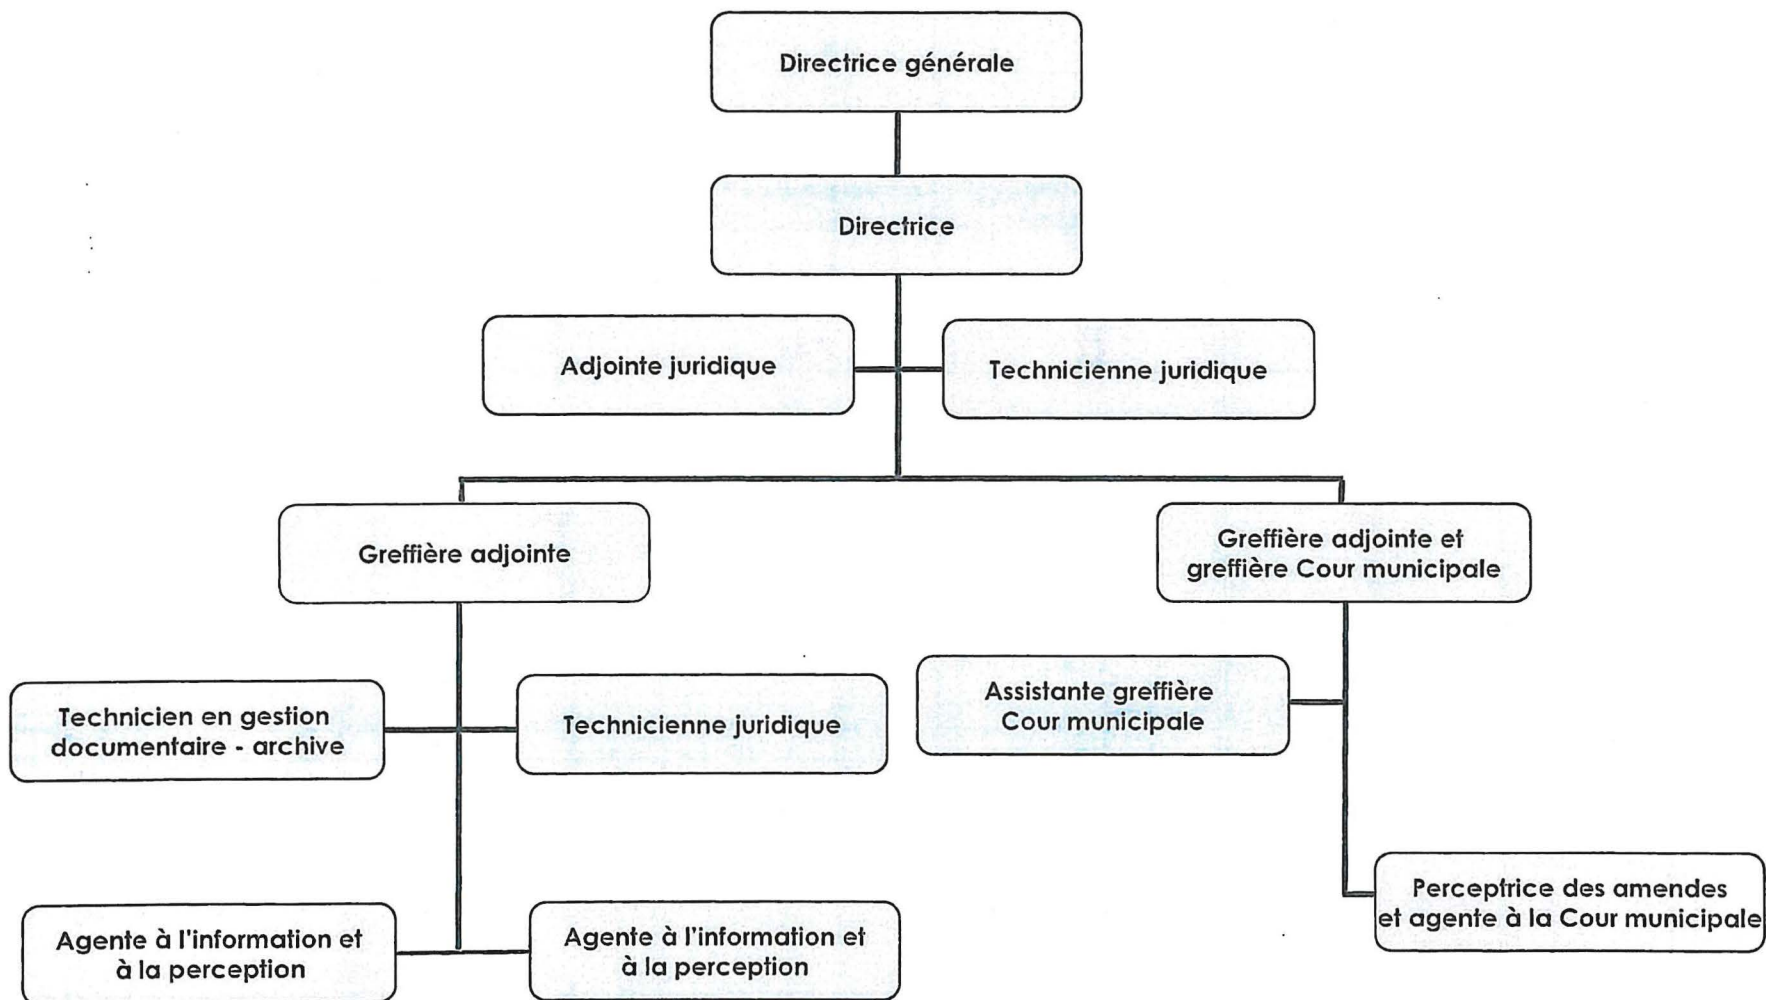 Directrice générale
Directrice
Adjointe juridique
Technicienne juridique
Greffière adjointe
Greffière adjointe et
greffière Cour municipale
Technicien en gestion
documentaire - archive
Technicienne juridique
Assistante greffière
Cour municipale
Agente à l'information et
à la perception
Agente à l'information et
à la perception
Perceptrice des amendes
et agente à la Cour municipale